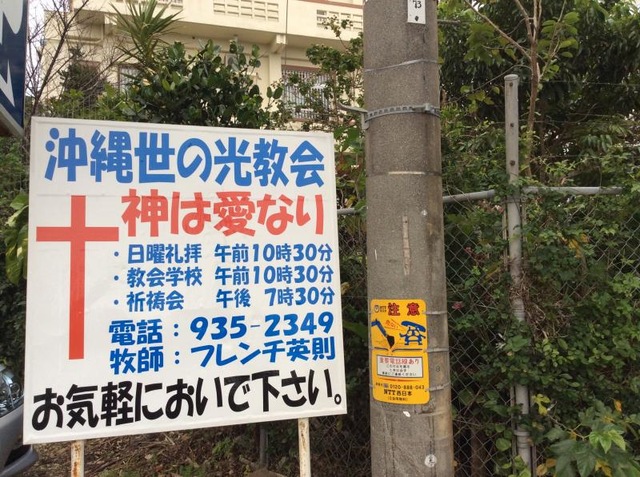 沖縄世の光教会
神は愛なり
・日曜礼拝 午前10時30分
・教会学校 午前10時30分
・祈祷会 午後 7時30分
電話：935-2349
牧師：フレンチ英則
お気軽においで下さい。
注意
NTT西日本